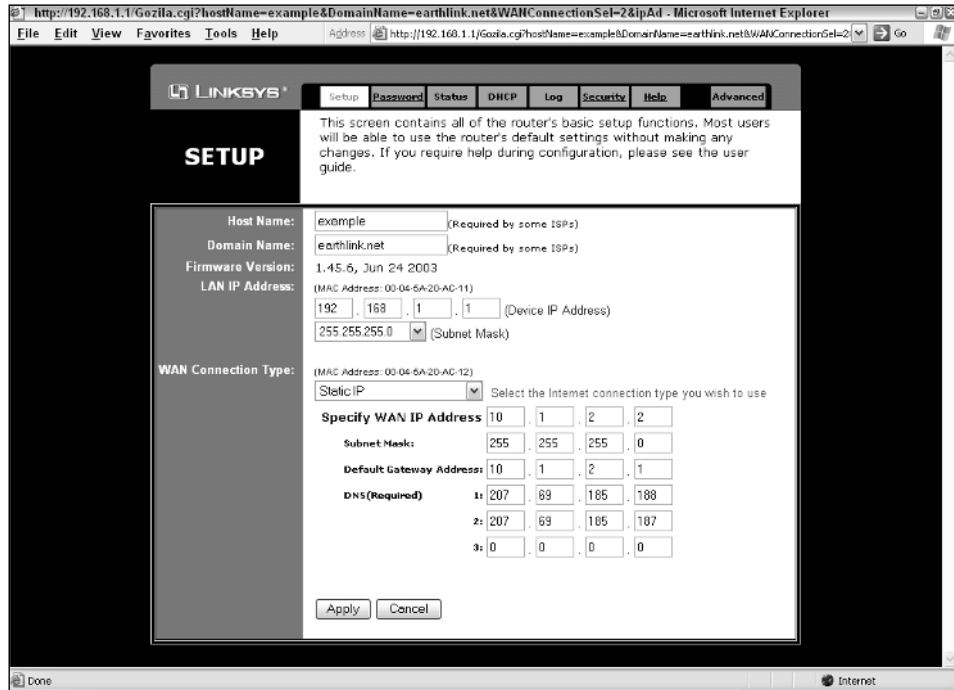 http://192.168.1.1/Gozila.cgi?hostName=example&DomainName=earthlink.net&WANConnectionSel=2&ipAd - Microsoft Internet Explorer
File Edit View Favorites Tools Help Address http://192.168.1.1/Gozila.cgi?hostName=example&DomainName=earthlink.net&WANConnectionSel=2 Go
LINKSYS®
Setup Password Status DHCP Log Security Help Advanced
SETUP
This screen contains all of the router's basic setup functions. Most users
will be able to use the router's default settings without making any
changes. If you require help during configuration, please see the user
guide.
Host Name: example (Required by some ISPs)
Domain Name: earthlink.net (Required by some ISPs)
Firmware Version: 1.45.6, Jun 24 2003
LAN IP Address: (MAC Address: 00-04-5A-20-AC-11)
192 . 168 . 1 . 1 (Device IP Address)
255.255.255.0 (Subnet Mask)
WAN Connection Type: (MAC Address: 00-04-5A-20-AC-12)
Static IP Select the Internet connection type you wish to use
Specify WAN IP Address 10 . 1 . 2 . 2
Subnet Mask: 255 . 255 . 255 . 0
Default Gateway Address: 10 . 1 . 2 . 1
DNS(Required) 1: 207 . 69 . 185 . 188
2: 207 . 69 . 185 . 187
3: 0 . 0 . 0 . 0
Apply Cancel
Done Internet